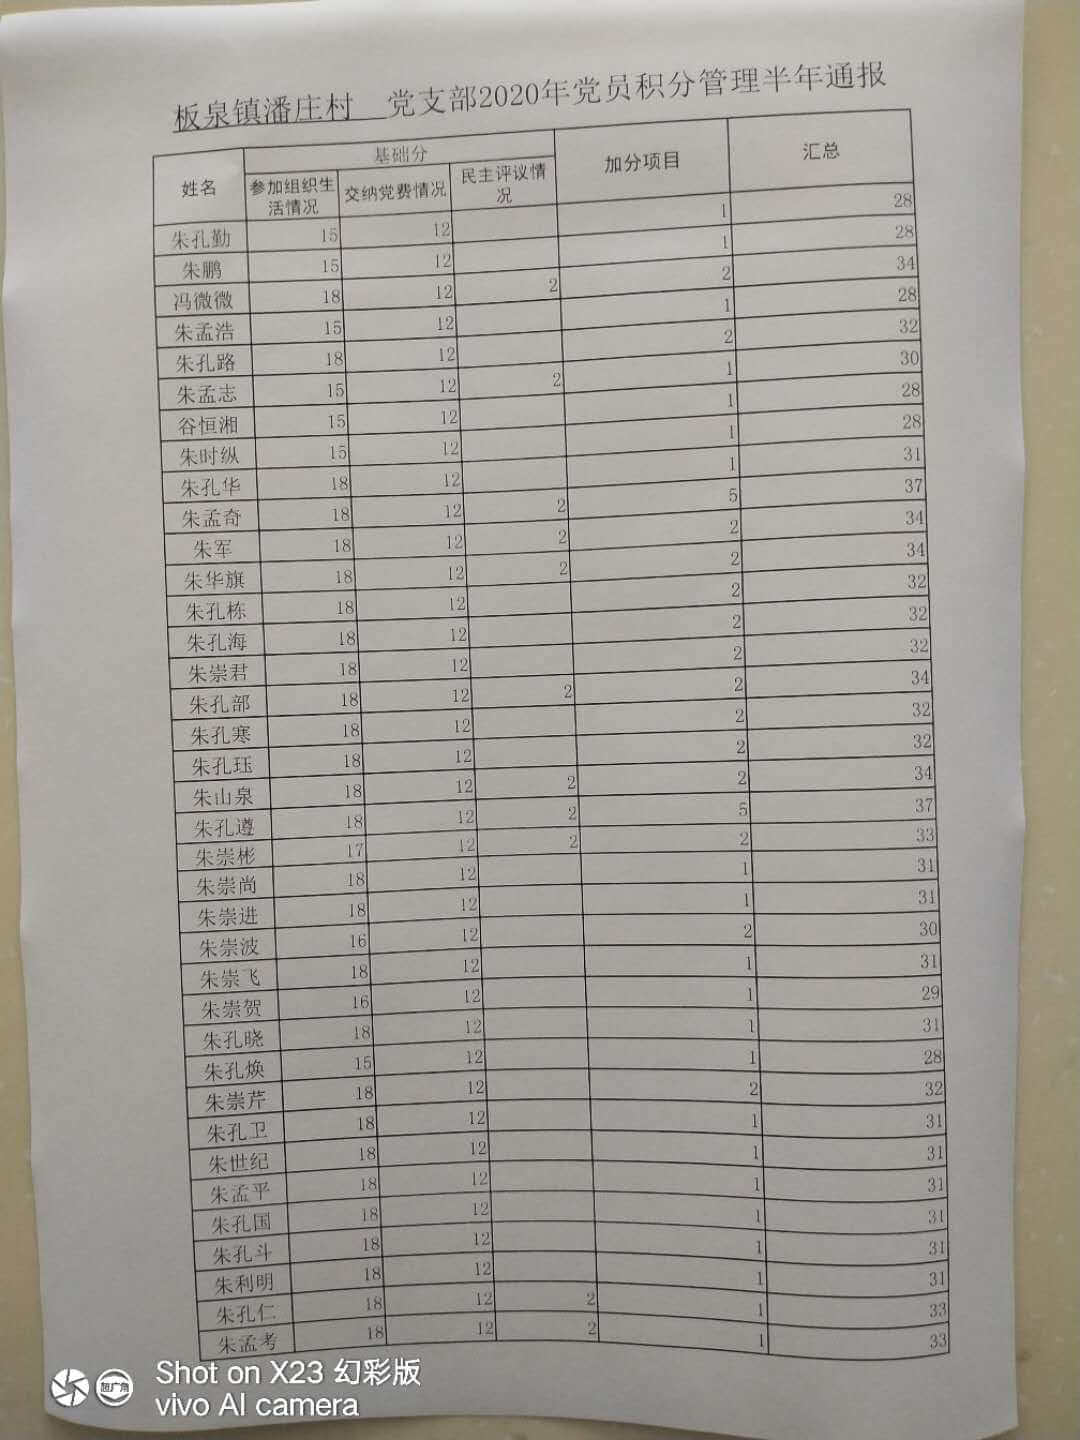 板泉镇潘庄村 党支部2020年党员积分管理半年通报
姓名 基础分 加分项目 汇总
参加组织生活情况 交纳党费情况 民主评议情况
朱孔勤 15 12 1 28
朱鹏 15 12 1 28
冯微微 18 12 2 2 34
朱孟浩 15 12 1 28
朱孔路 18 12 2 32
朱孟志 15 12 2 1 30
谷恒湘 15 12 1 28
朱时纵 15 12 1 28
朱孔华 18 12 1 31
朱孟奇 18 12 2 5 37
朱军 18 12 2 2 34
朱华旗 18 12 2 2 34
朱孔栋 18 12 2 32
朱孔海 18 12 2 32
朱崇君 18 12 2 32
朱孔部 18 12 2 2 34
朱孔寒 18 12 2 32
朱孔珏 18 12 2 32
朱山泉 18 12 2 2 34
朱孔遵 18 12 2 5 37
朱崇彬 17 12 2 2 33
朱崇尚 18 12 1 31
朱崇进 18 12 1 31
朱崇波 16 12 2 30
朱崇飞 18 12 1 31
朱崇贺 16 12 1 29
朱孔晓 18 12 1 31
朱孔焕 15 12 1 28
朱崇芹 18 12 2 32
朱孔卫 18 12 1 31
朱世纪 18 12 1 31
朱孟平 18 12 1 31
朱孔国 18 12 1 31
朱孔斗 18 12 1 31
朱利明 18 12 1 31
朱孔仁 18 12 2 1 33
朱孟考 18 12 2 1 33
超广角
Shot on X23 幻彩版
vivo AI camera